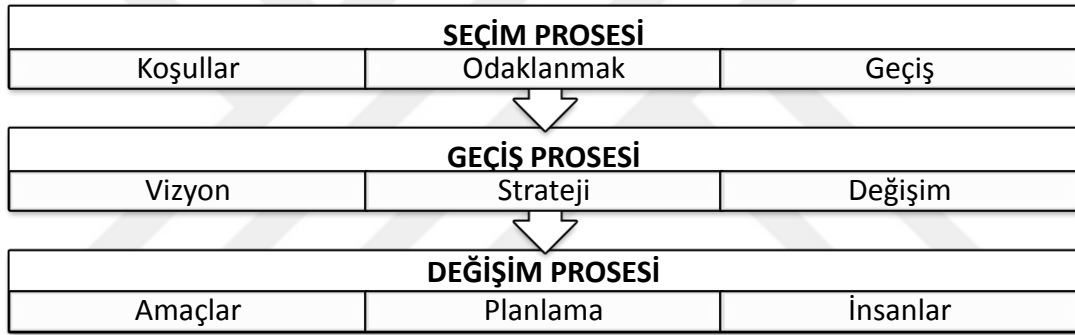 SEÇİM PROSESİ
Koşullar Odaklanmak Geçiş
GEÇİŞ PROSESİ
Vizyon Strateji Değişim
DEĞİŞİM PROSESİ
Amaçlar Planlama İnsanlar